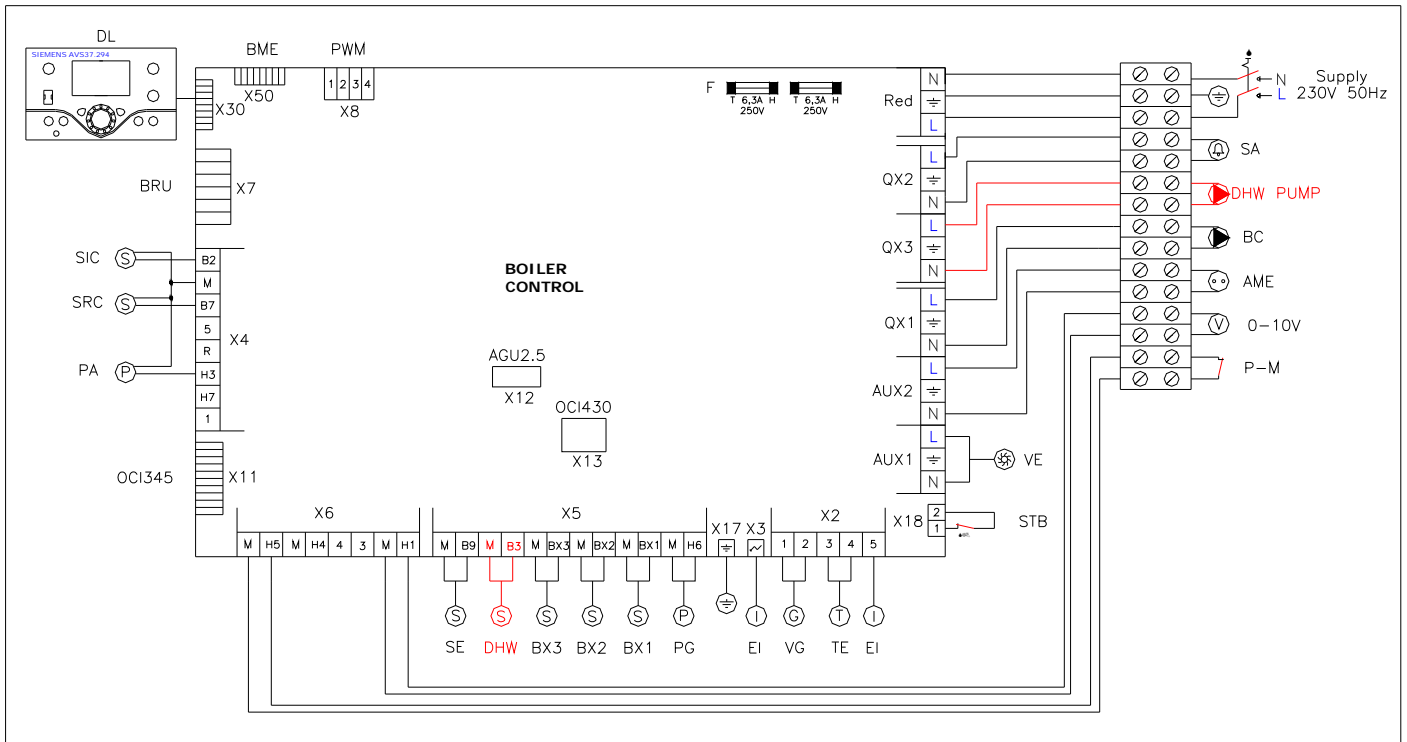 DL
SIEMENS AVS37.294
BME
PWM
X50
1 2 3 4
X8
X30
F
T 6,3A H
250V
T 6,3A H
250V
N
Red
L
N
L
Supply
230V 50Hz
BRU
X7
L
QX2
N
SA
L
QX3
N
DHW PUMP
BC
SIC
S
B2
M
SRC
S
B7
5
R
X4
PA
P
H3
H7
1
BOILER
CONTROL
L
QX1
N
AME
V
0-10V
P-M
L
AUX2
N
AGU2.5
X12
OCI430
X13
OCI345
X11
L
AUX1
N
VE
X6
X5
X17
X3
X2
X18
2
1
STB
M H5 M H4 4 3 M H1
M B9 M B3 M BX3 M BX2 M BX1 M H6
1 2 3 4 5
S S S S S P I G T I
SE DHW BX3 BX2 BX1 PG EI VG TE EI